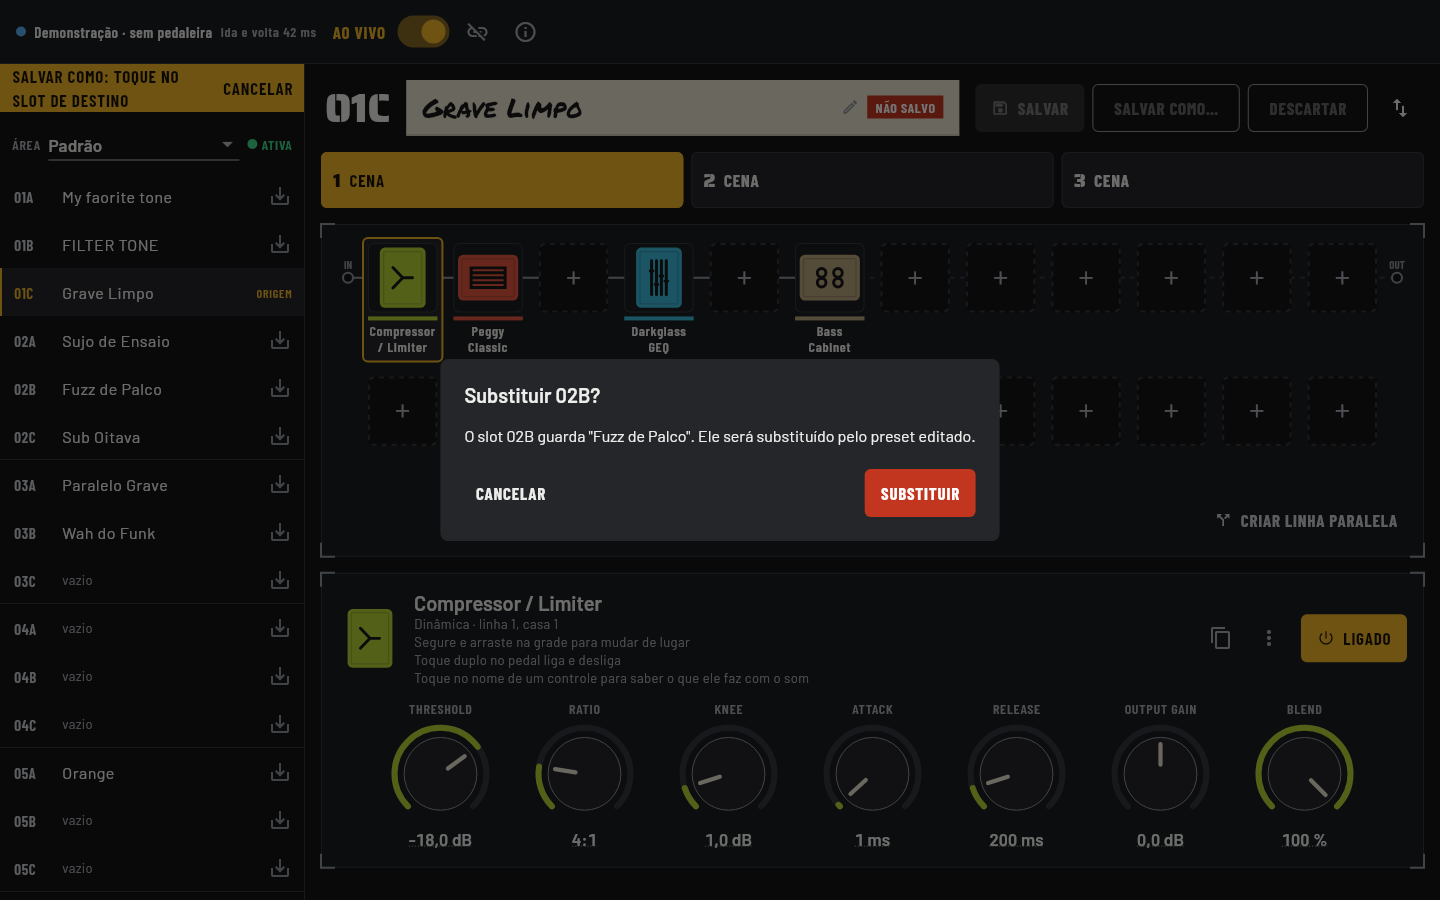 Demonstração · sem pedaleira Ida e volta 42 ms AO VIVO
SALVAR COMO: TOQUE NO
SLOT DE DESTINO
CANCELAR
ÁREA Padrão ATIVA
01A My faorite tone
01B FILTER TONE
01C Grave Limpo ORIGEM
02A Sujo de Ensaio
02B Fuzz de Palco
02C Sub Oitava
03A Paralelo Grave
03B Wah do Funk
03C vazio
04A vazio
04B vazio
04C vazio
05A Orange
05B vazio
05C vazio
01C Grave Limpo NÃO SALVO SALVAR SALVAR COMO... DESCARTAR
1 CENA 2 CENA 3 CENA
IN OUT
88
Compressor
/ Limiter
Peggy
Classic
Darkglass
GEQ
Bass
Cabinet
Substituir 02B?
O slot 02B guarda "Fuzz de Palco". Ele será substituído pelo preset editado.
CANCELAR SUBSTITUIR
CRIAR LINHA PARALELA
Compressor / Limiter
Dinâmica · linha 1, casa 1
Segure e arraste na grade para mudar de lugar
Toque duplo no pedal liga e desliga
Toque no nome de um controle para saber o que ele faz com o som
LIGADO
THRESHOLD RATIO KNEE ATTACK RELEASE OUTPUT GAIN BLEND
-18,0 dB 4:1 1,0 dB 1 ms 200 ms 0,0 dB 100 %